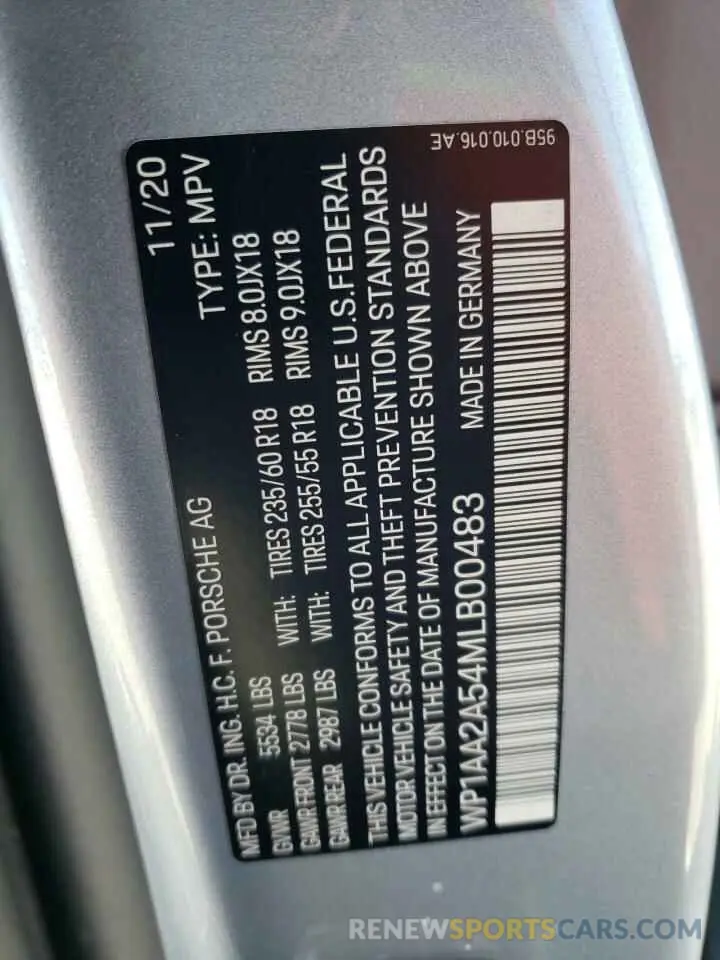 MFD BY DR. ING. H.C. F. PORSCHE AG 11/20
GVWR 5534 LBS TYPE: MPV
GAWR FRONT 2778 LBS WITH: TIRES 235/60 R18 RIMS 8.0JX18
GAWR REAR 2987 LBS WITH: TIRES 255/55 R18 RIMS 9.0JX18
THIS VEHICLE CONFORMS TO ALL APPLICABLE U.S.FEDERAL
MOTOR VEHICLE SAFETY AND THEFT PREVENTION STANDARDS
IN EFFECT ON THE DATE OF MANUFACTURE SHOWN ABOVE
WP1AA2A54MLB00483 MADE IN GERMANY
95B.010.016.AE
RENEWSPORTSCARS.COM